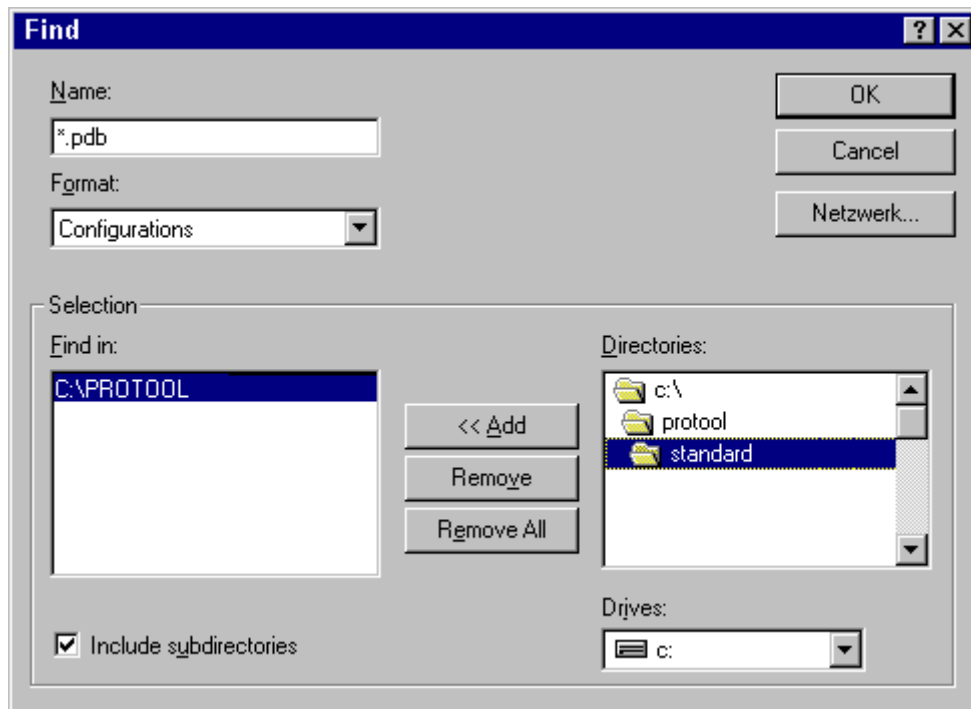 Find
Name:
*.pdb
Format:
Configurations
OK
Cancel
Netzwerk...
Selection
Find in:
C:\PROTOOL
<< Add
Remove
Remove All
Directories:
c:\
protool
standard
Include subdirectories
Drives:
c: